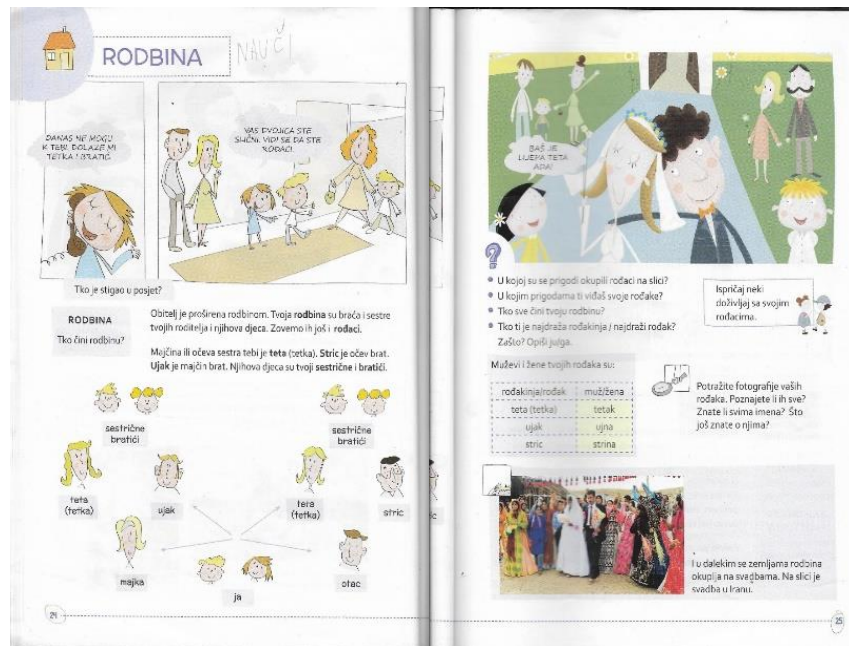 RODBINA
NAUČI
DANAS NE MOGU
K TEBI. DOLAZE MI
TETKA I BRATIĆ.
VAS DVOJICA STE
SLIČNI. VIDI SE DA STE
ROĐACI.
Tko je stigao u posjet?
RODBINA
Tko čini rodbinu?
Obitelj je proširena rodbinom. Tvoja rodbina su braća i sestre
tvojih roditelja i njihova djeca. Zovemo ih još i rođaci.
Majčina ili očeva sestra tebi je teta (tetka). Stric je očev brat.
Ujak je majčin brat. Njihova djeca su tvoji sestrične i bratići.
sestrične
bratići
sestrične
bratići
teta
(tetka)
ujak
teta
(tetka)
stric
majka
ja
otac
24
BAŠ JE
LIJEPA TETA
ADA!
?
U kojoj su se prigodi okupili rođaci na slici?
U kojim prigodama ti viđaš svoje rođake?
Tko sve čini tvoju rodbinu?
Tko ti je najdraža rođakinja / najdraži rođak?
Zašto? Opiši ju/ga.
Ispričaj neki
doživljaj sa svojim
rođacima.
Muževi i žene tvojih rođaka su:
rođakinja/rođak muž/žena
teta (tetka) tetak
ujak ujna
stric strina
Potražite fotografije vaših
rođaka. Poznajete li ih sve?
Znate li svima imena? Što
još znate o njima?
I u dalekim se zemljama rodbina
okuplja na svadbama. Na slici je
svadba u Iranu.
25